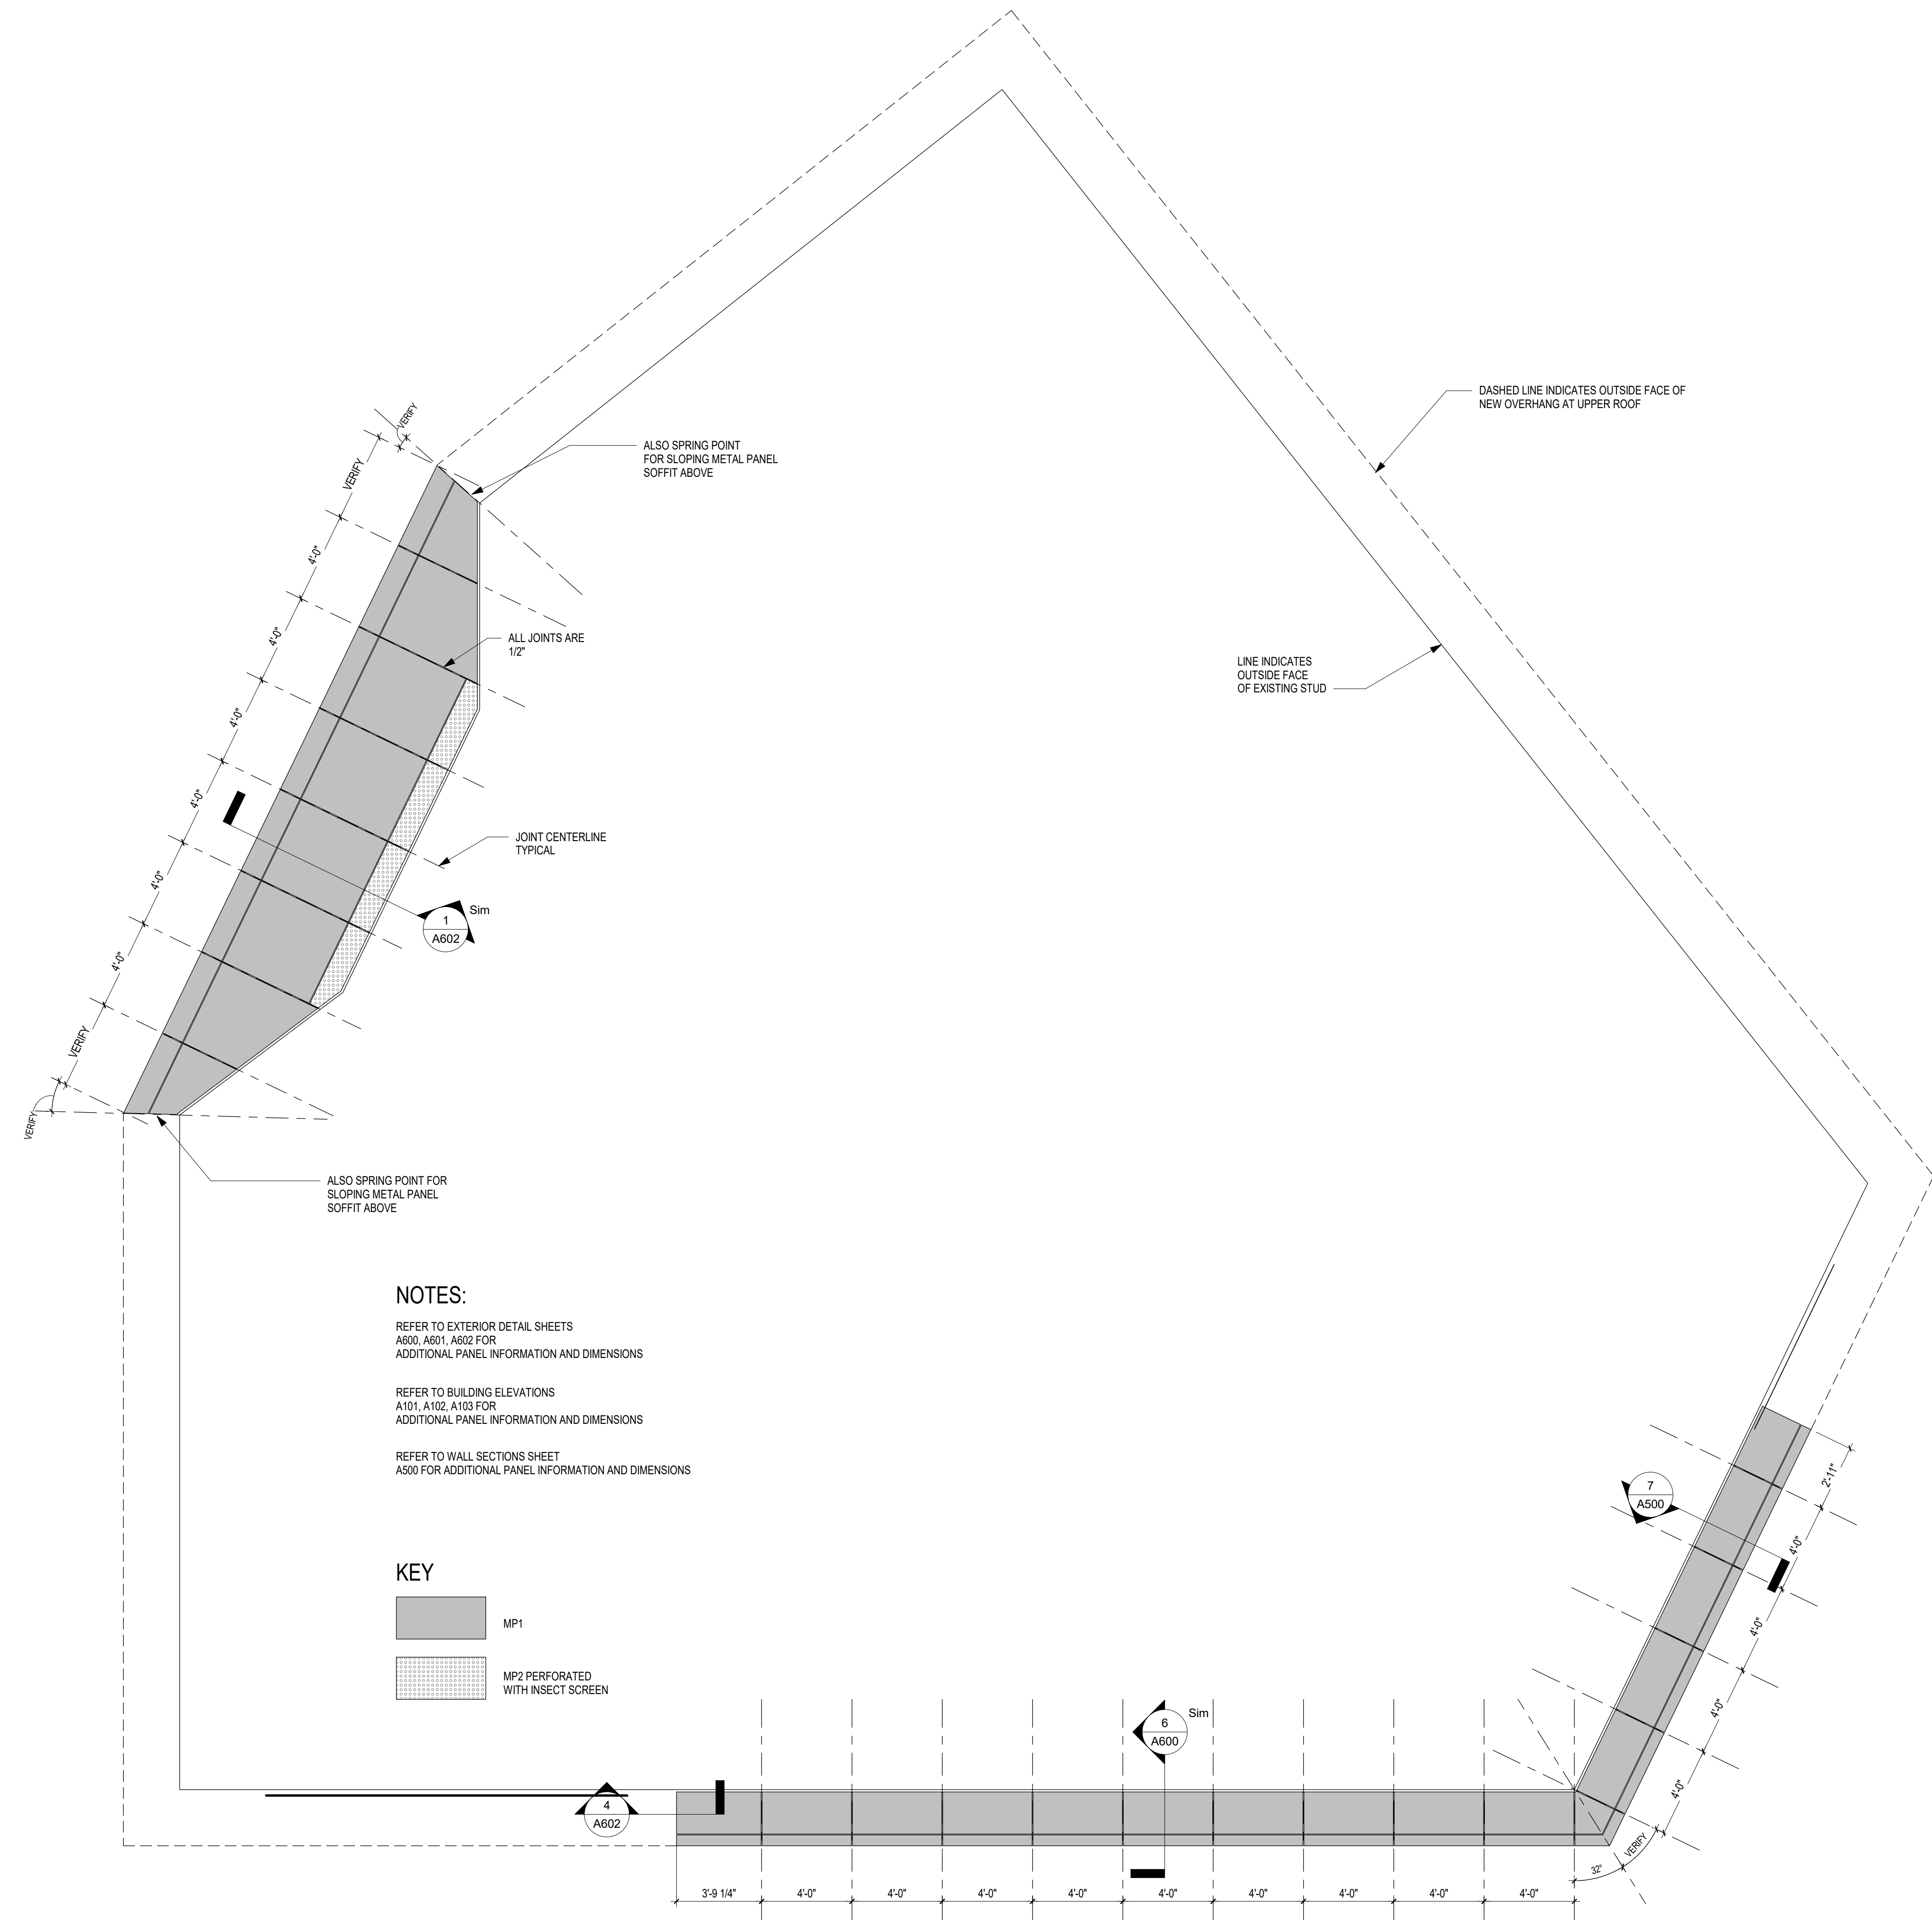 DASHED LINE INDICATES OUTSIDE FACE OF
NEW OVERHANG AT UPPER ROOF
VERIFY
ALSO SPRING POINT
FOR SLOPING METAL PANEL
SOFFIT ABOVE
VERIFY
4'-0"
4'-0"
4'-0"
4'-0"
4'-0"
4'-0"
VERIFY
VERIFY
ALL JOINTS ARE
1/2"
LINE INDICATES
OUTSIDE FACE
OF EXISTING STUD
JOINT CENTERLINE
TYPICAL
1
A602
Sim
ALSO SPRING POINT FOR
SLOPING METAL PANEL
SOFFIT ABOVE
NOTES:
REFER TO EXTERIOR DETAIL SHEETS
A600, A601, A602 FOR
ADDITIONAL PANEL INFORMATION AND DIMENSIONS
REFER TO BUILDING ELEVATIONS
A101, A102, A103 FOR
ADDITIONAL PANEL INFORMATION AND DIMENSIONS
REFER TO WALL SECTIONS SHEET
A500 FOR ADDITIONAL PANEL INFORMATION AND DIMENSIONS
KEY
MP1
MP2 PERFORATED
WITH INSECT SCREEN
7
A500
2'-11"
4'-0"
4'-0"
4'-0"
4'-0"
VERIFY
32°
6
A600
Sim
4
A602
3'-9 1/4"
4'-0"
4'-0"
4'-0"
4'-0"
4'-0"
4'-0"
4'-0"
4'-0"
4'-0"